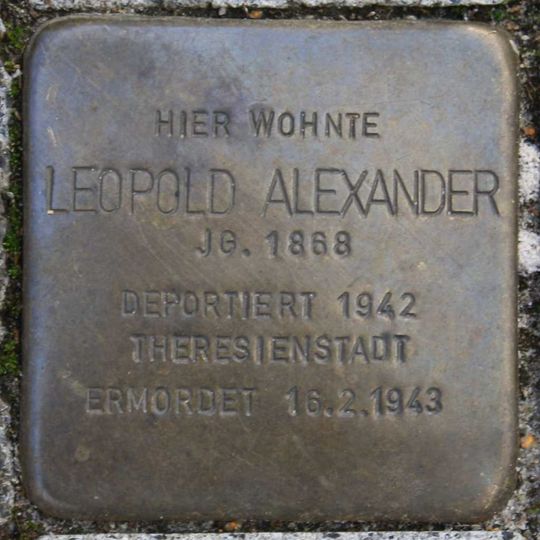 HIER WOHNTE
LEOPOLD ALEXANDER
JG. 1868
DEPORTIERT 1942
THERESIENSTADT
ERMORDET 16.2.1943